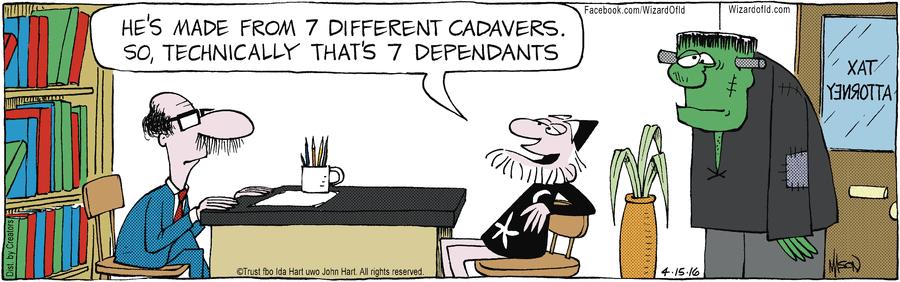 HE'S MADE FROM 7 DIFFERENT CADAVERS.
SO, TECHNICALLY THAT'S 7 DEPENDANTS
Facebook.com/WizardOfId
Wizardofid.com
TAX
ATTORNEY
Dist. by Creators
©Trust fbo Ida Hart uwo John Hart. All rights reserved.
4-15-16
MASON